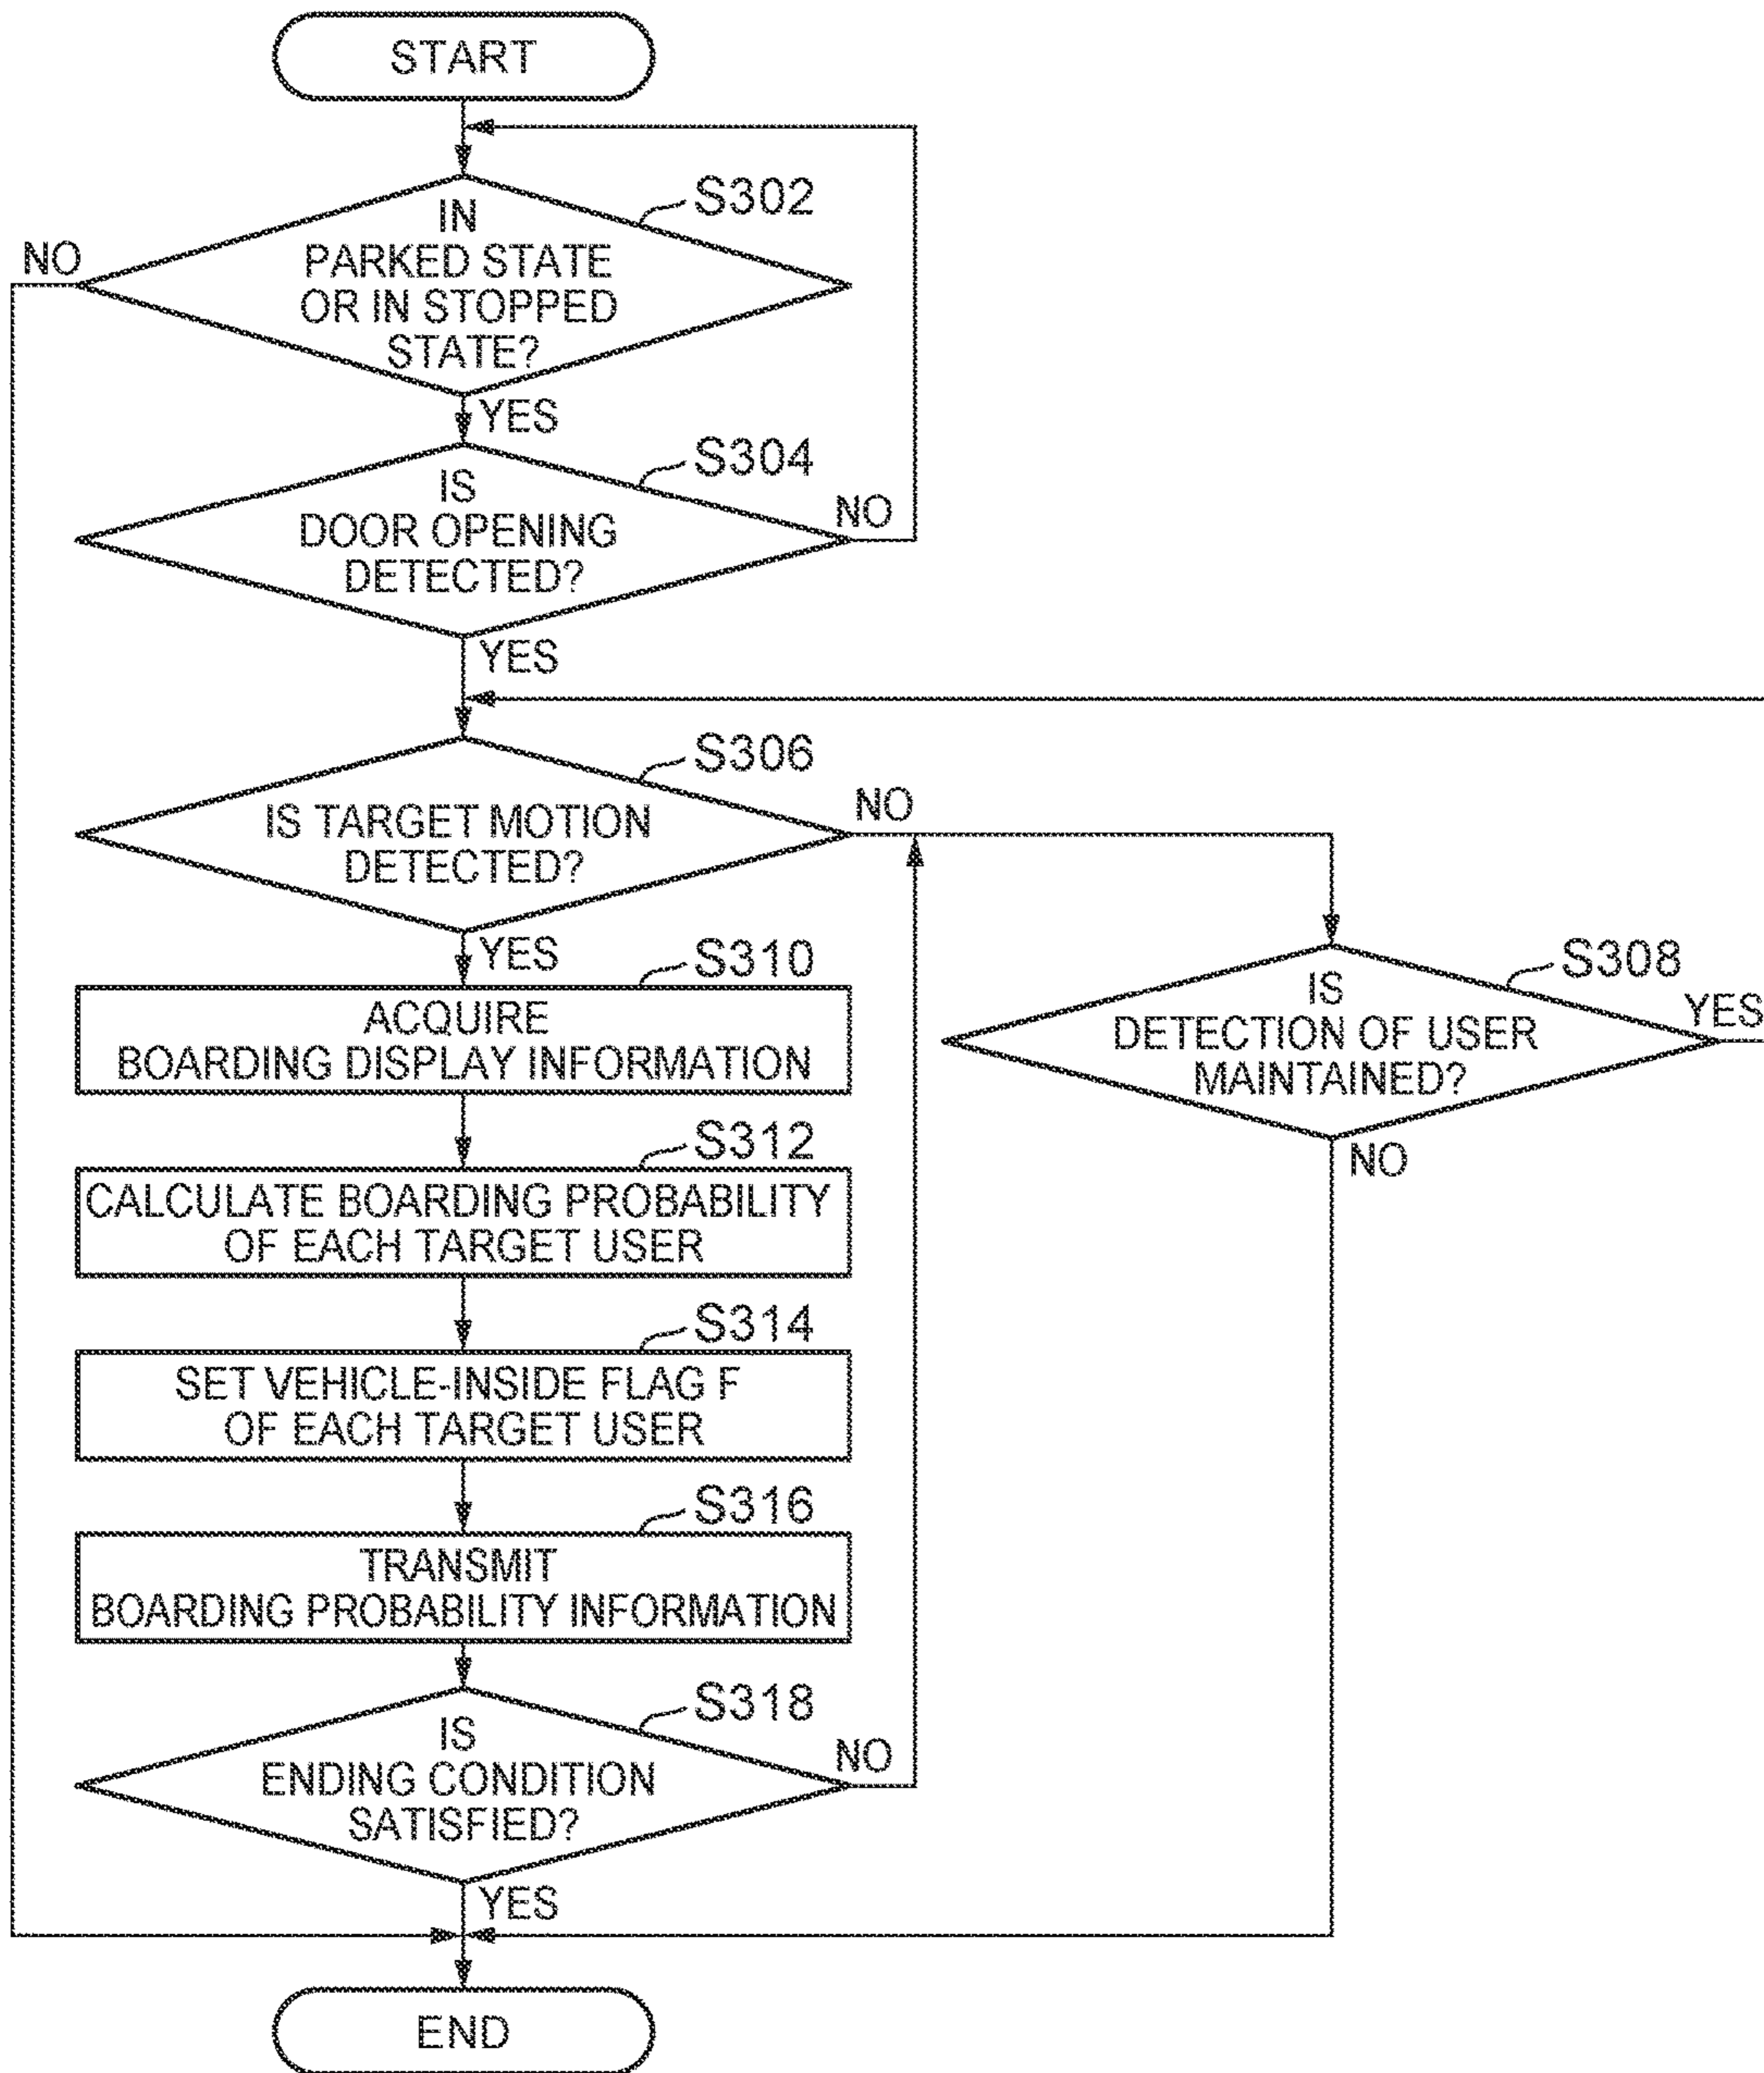 START
S302
IN
PARKED STATE
OR IN STOPPED
STATE?
NO
YES
S304
IS
DOOR OPENING
DETECTED?
NO
YES
S306
IS TARGET MOTION
DETECTED?
NO
YES
S308
IS
DETECTION OF USER
MAINTAINED?
YES
NO
S310
ACQUIRE
BOARDING DISPLAY INFORMATION
S312
CALCULATE BOARDING PROBABILITY
OF EACH TARGET USER
S314
SET VEHICLE-INSIDE FLAG F
OF EACH TARGET USER
S316
TRANSMIT
BOARDING PROBABILITY INFORMATION
S318
IS
ENDING CONDITION
SATISFIED?
NO
YES
END